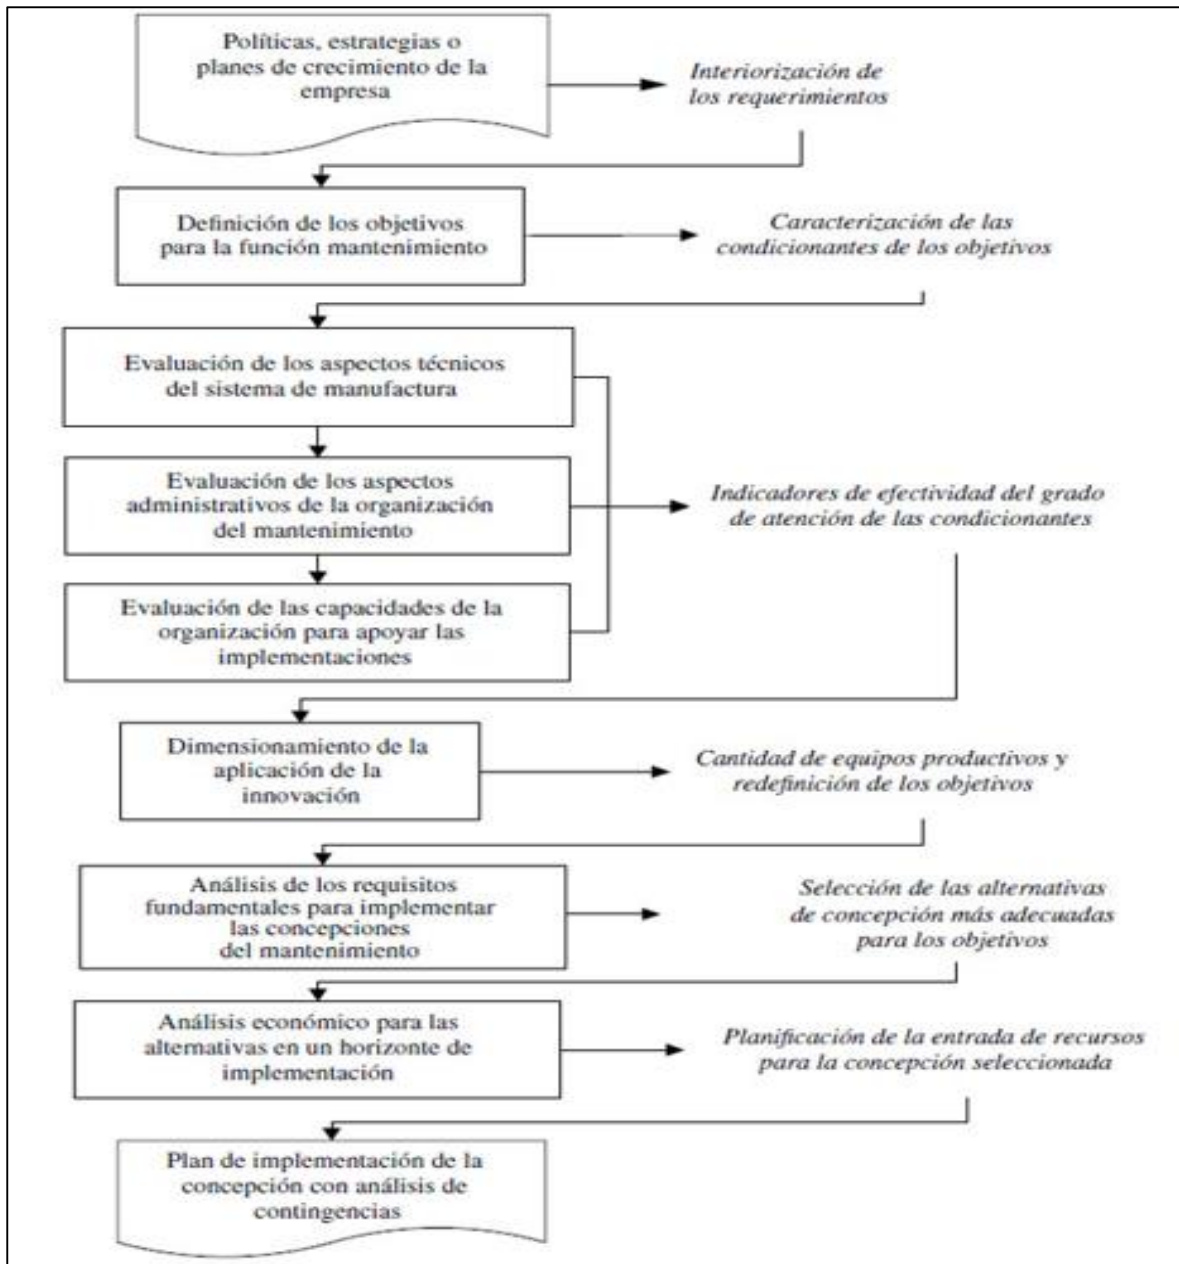 Políticas, estrategias o
planes de crecimiento de la
empresa
Interiorización de
los requerimientos
Definición de los objetivos
para la función mantenimiento
Caracterización de las
condicionantes de los objetivos
Evaluación de los aspectos técnicos
del sistema de manufactura
Evaluación de los aspectos
administrativos de la organización
del mantenimiento
Indicadores de efectividad del grado
de atención de las condicionantes
Evaluación de las capacidades de la
organización para apoyar las
implementaciones
Dimensionamiento de la
aplicación de la
innovación
Cantidad de equipos productivos y
redefinición de los objetivos
Análisis de los requisitos
fundamentales para implementar
las concepciones
del mantenimiento
Selección de las alternativas
de concepción más adecuadas
para los objetivos
Análisis económico para las
alternativas en un horizonte de
implementación
Planificación de la entrada de recursos
para la concepción seleccionada
Plan de implementación de la
concepción con análisis de
contingencias